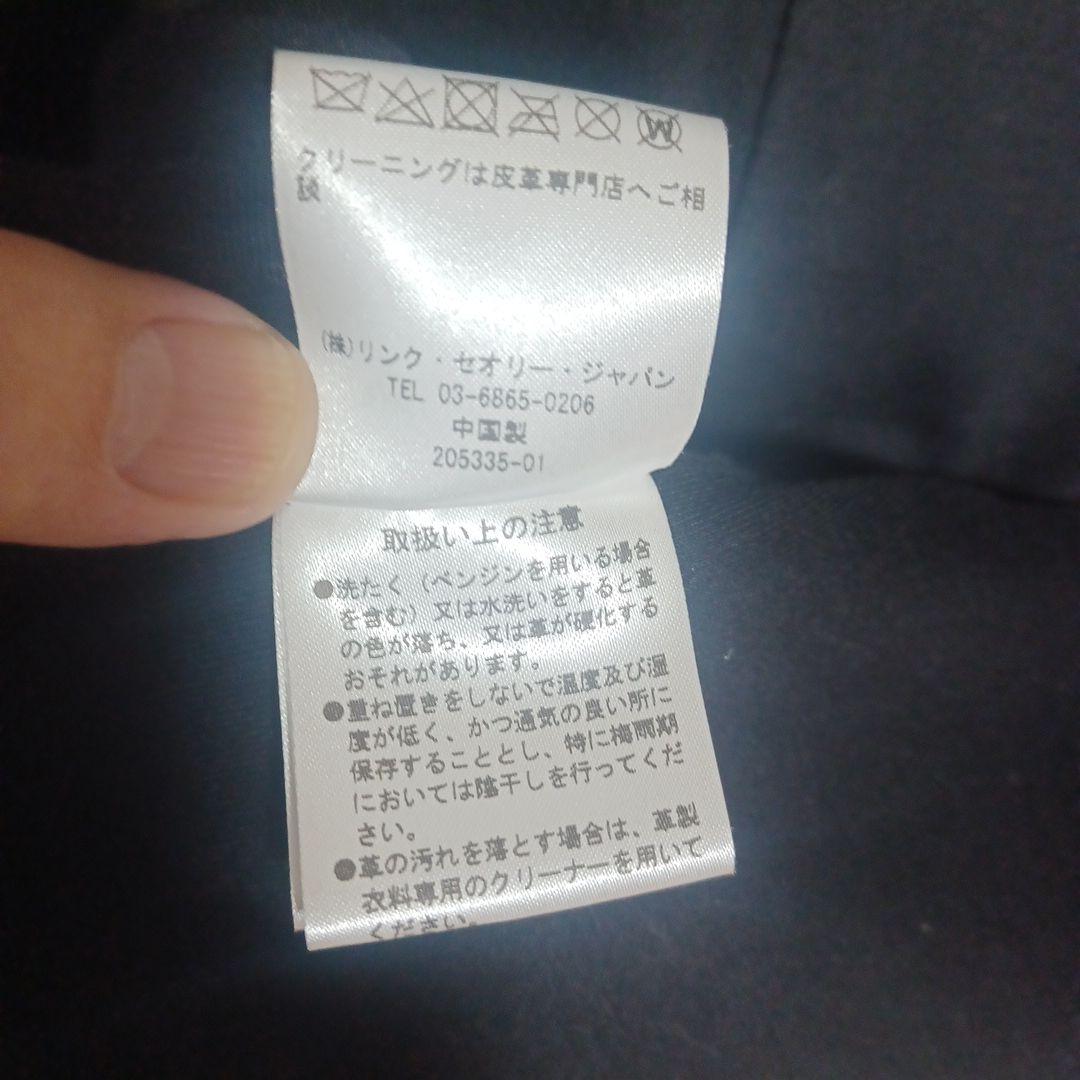 クリーニングは皮革専門店へご相
談
(株)リンク・セオリー・ジャパン
TEL 03-6865-0206
中国製
205335-01
取扱い上の注意
●洗たく（ベンジンを用いる場合
を含む）又は水洗いをすると革
の色が落ち、又は革が硬化する
おそれがあります。
●重ね置きをしないで温度及び湿
度が低く、かつ通気の良い所に
保存することとし、特に梅雨期
においては陰干しを行ってくだ
さい。
●革の汚れを落とす場合は、革製
衣料専用のクリーナーを用いて
ください。